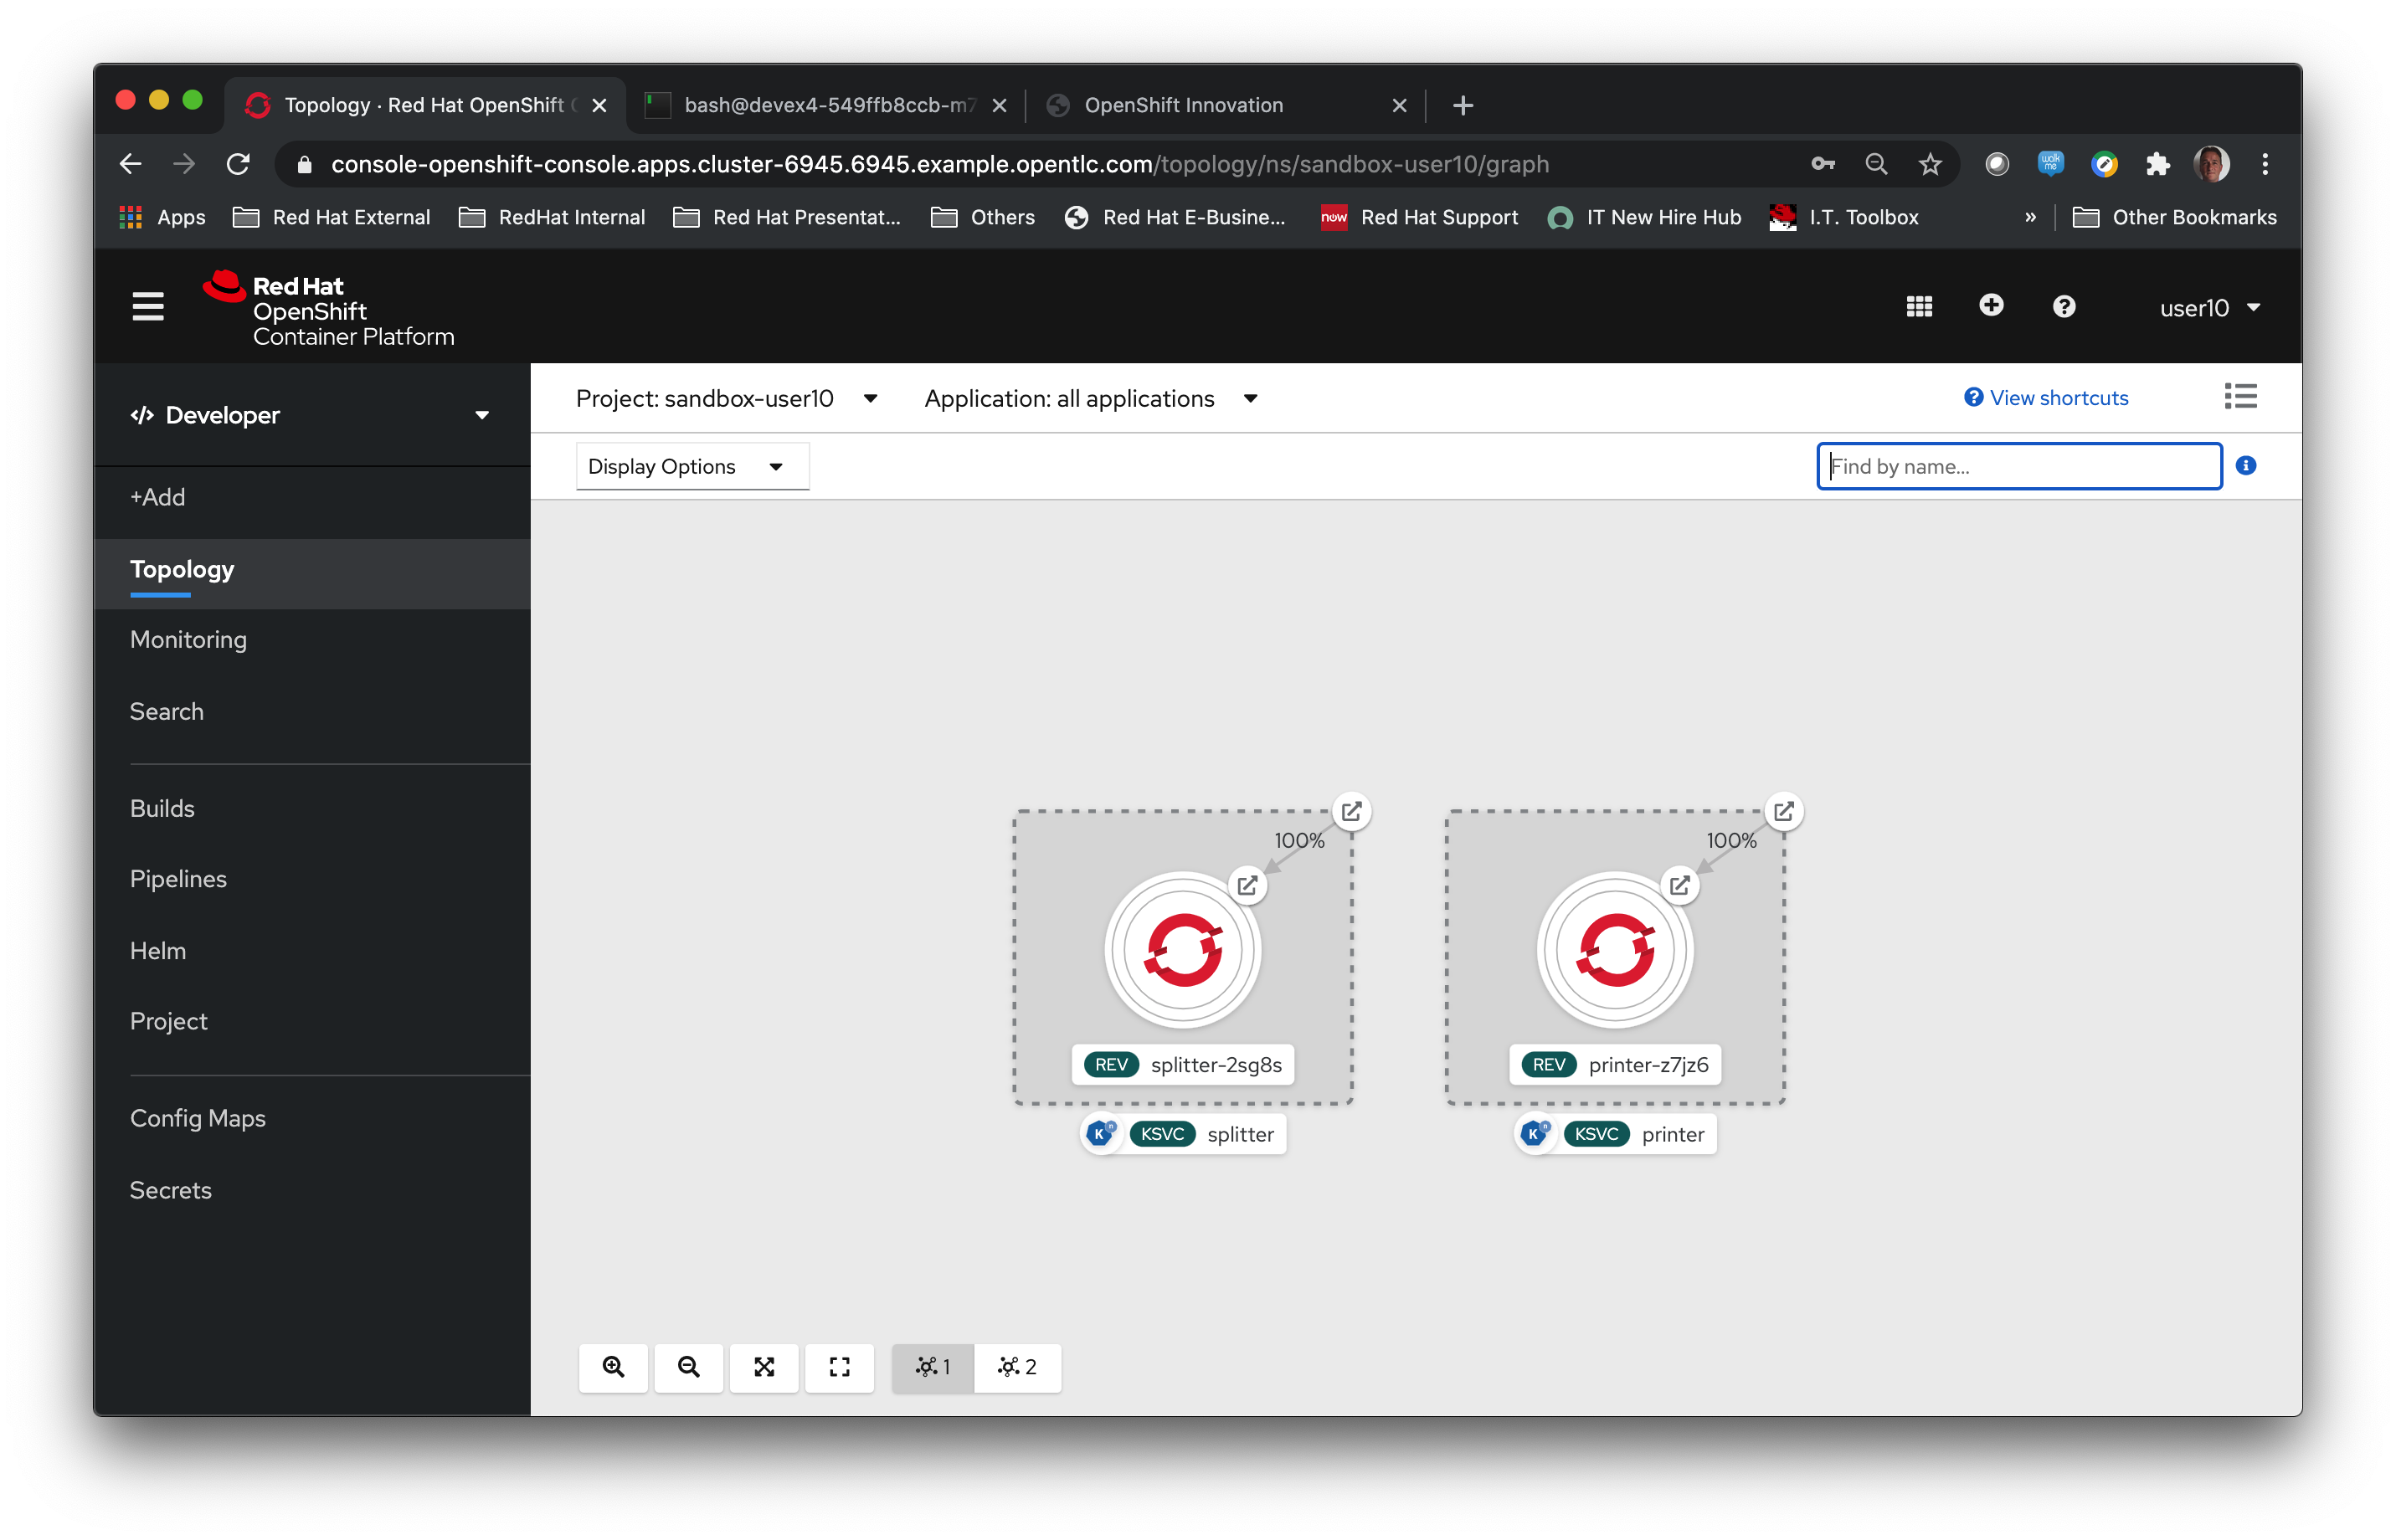 Topology · Red Hat OpenShift
bash@devex4-549ffb8ccb-m7
OpenShift Innovation
console-openshift-console.apps.cluster-6945.6945.example.opentlc.com/topology/ns/sandbox-user10/graph
walk me
Apps
Red Hat External
RedHat Internal
Red Hat Presentat...
Others
Red Hat E-Busine...
now
Red Hat Support
IT New Hire Hub
I.T. Toolbox
»
Other Bookmarks
Red Hat
OpenShift
Container Platform
user10
Developer
+Add
Topology
Monitoring
Search
Builds
Pipelines
Helm
Project
Config Maps
Secrets
Project: sandbox-user10
Application: all applications
View shortcuts
Display Options
Find by name...
100%
REV splitter-2sg8s
K n KSVC splitter
100%
REV printer-z7jz6
K n KSVC printer
1
2